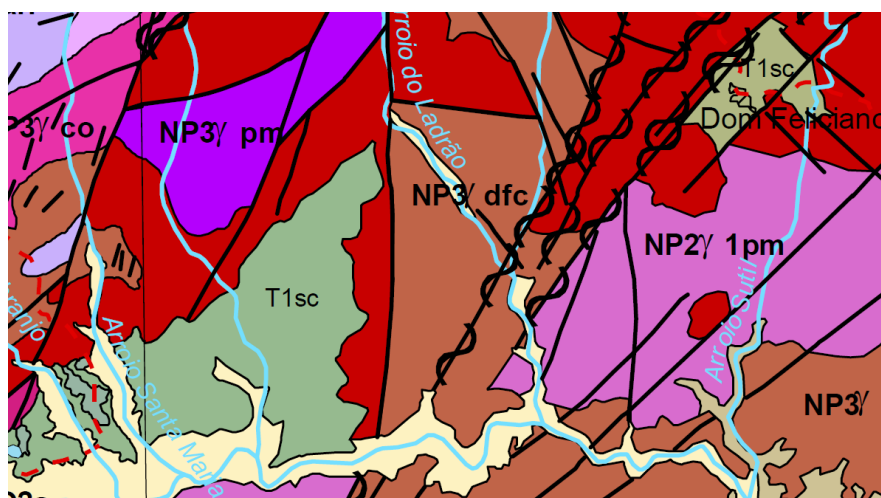 Arroio do Ladrão
T1sc
Dom Feliciano
NP3γ pm
P3γ co
NP3γ dfc
NP2γ 1pm
T1sc
Arroio Sutil
Arroio Santa Maria
NP3γ